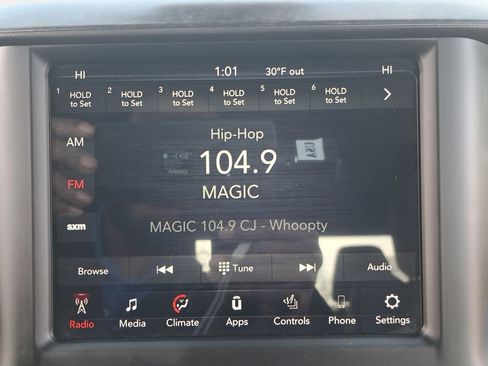 HI 1:01 30°F out HI
1 HOLD to Set 2 HOLD to Set 3 HOLD to Set 4 HOLD to Set 5 HOLD to Set 6 HOLD to Set
Hip-Hop
AM
104.9
FM
MAGIC
sxm
MAGIC 104.9 CJ - Whoopty
Browse Tune Audio
Radio Media Climate Apps Controls Phone Settings